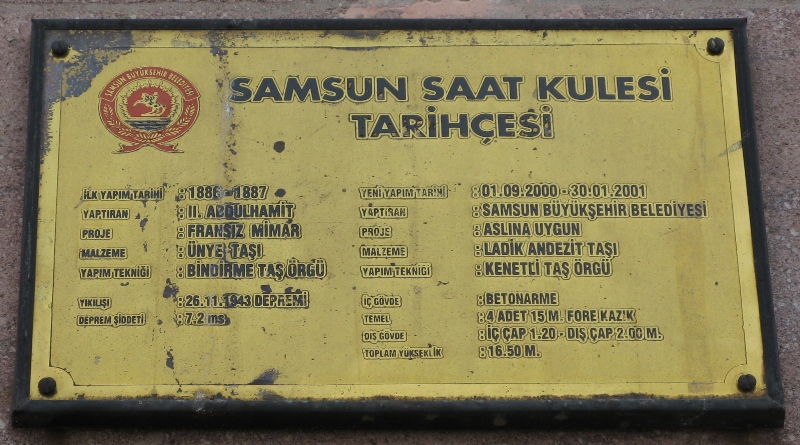 SAMSUN BÜYÜKŞEHİR BELEDİYESİ
SAMSUN SAAT KULESİ
TARİHÇESİ
İLK YAPIM TARİHİ : 1886 - 1887
YAPTIRAN : II. ABDULHAMİT
PROJE : FRANSIZ MİMAR
MALZEME : ÜNYE TAŞI
YAPIM TEKNİĞİ : BİNDİRME TAŞ ÖRGÜ
YIKILIŞI : 26.11.1943 DEPREMİ
DEPREM ŞİDDETİ : 7.2 ms
YENİ YAPIM TARİHİ : 01.09.2000 - 30.01.2001
YAPTIRAN : SAMSUN BÜYÜKŞEHİR BELEDİYESİ
PROJE : ASLINA UYGUN
MALZEME : LADİK ANDEZİT TAŞI
YAPIM TEKNİĞİ : KENETLİ TAŞ ÖRGÜ
İÇ GÖVDE : BETONARME
TEMEL : 4 ADET 15 M. FORE KAZIK
DIŞ GÖVDE : İÇ ÇAP 1.20 - DIŞ ÇAP 2.00 M.
TOPLAM YÜKSEKLİK : 16.50 M.